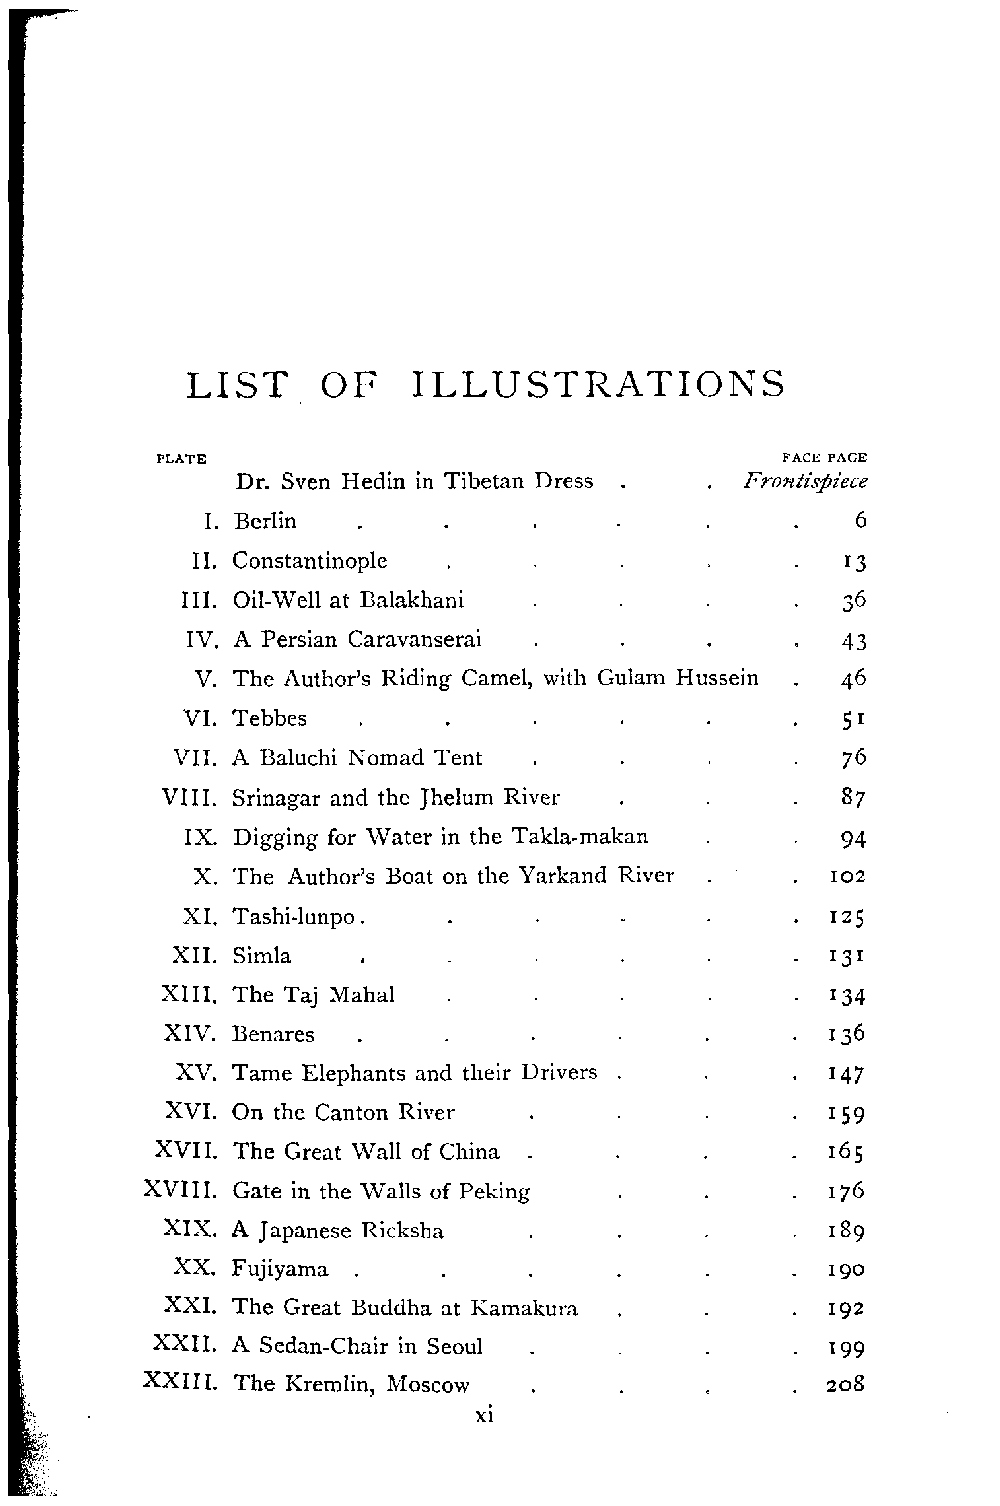 LIST OF ILLUSTRATIONS
PLATE FACE PAGE
Dr. Sven Hedin in Tibetan Dress . . Frontispiece
I. Berlin . . . . . . 6
II. Constantinople . . . . . 13
III. Oil-Well at Balakhani . . . . 36
IV. A Persian Caravanserai . . . . 43
V. The Author's Riding Camel, with Gulam Hussein . 46
VI. Tebbes . . . . . . 51
VII. A Baluchi Nomad Tent . . . . 76
VIII. Srinagar and the Jhelum River . . . 87
IX. Digging for Water in the Takla-makan . . 94
X. The Author's Boat on the Yarkand River . . 102
XI. Tashi-lunpo . . . . . . 125
XII. Simla . . . . . . 131
XIII. The Taj Mahal . . . . . 134
XIV. Benares . . . . . . 136
XV. Tame Elephants and their Drivers . . . 147
XVI. On the Canton River . . . . 159
XVII. The Great Wall of China . . . . 165
XVIII. Gate in the Walls of Peking . . . 176
XIX. A Japanese Ricksha . . . . 189
XX. Fujiyama . . . . . . 190
XXI. The Great Buddha at Kamakura . . . 192
XXII. A Sedan-Chair in Seoul . . . . 199
XXIII. The Kremlin, Moscow . . . . 208
xi